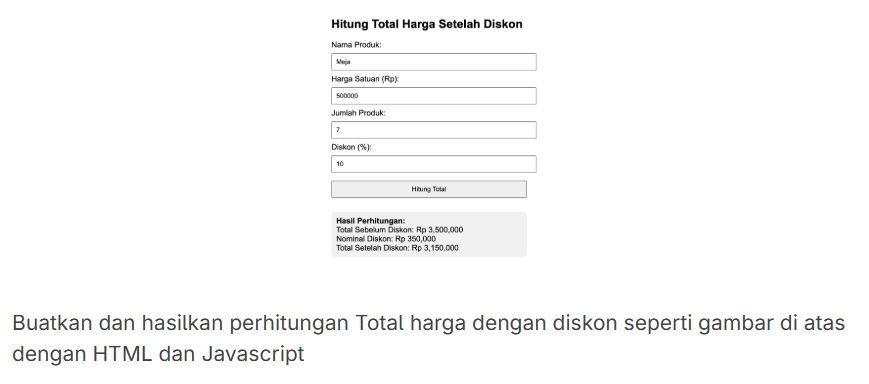 Hitung Total Harga Setelah Diskon
Nama Produk:
Meja
Harga Satuan (Rp):
500000
Jumlah Produk:
7
Diskon (%):
10
Hitung Total
Hasil Perhitungan:
Total Sebelum Diskon: Rp 3,500,000
Nominal Diskon: Rp 350,000
Total Setelah Diskon: Rp 3,150,000
Buatkan dan hasilkan perhitungan Total harga dengan diskon seperti gambar di atas
dengan HTML dan Javascript